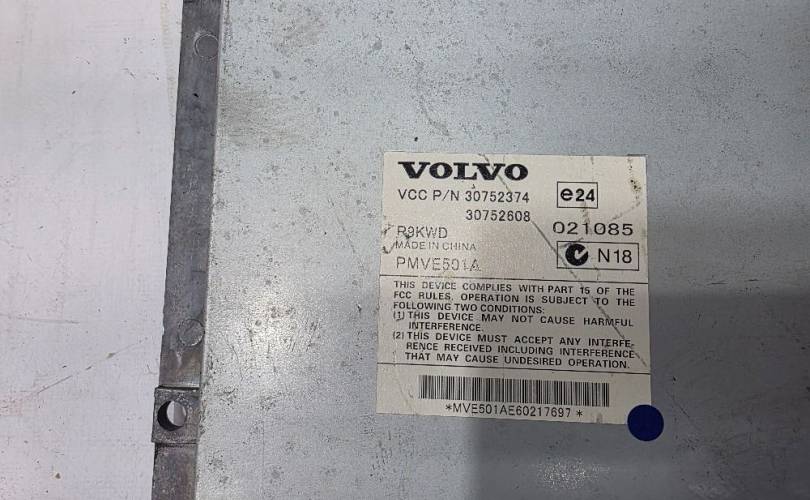 VOLVO
VCC P/N 30752374
30752608
e24
021085
R9KWD
MADE IN CHINA
PMVE501A
N18
THIS DEVICE COMPLIES WITH PART 15 OF THE
FCC RULES, OPERATION IS SUBJECT TO THE
FOLLOWING TWO CONDITIONS:
(1) THIS DEVICE MAY NOT CAUSE HARMFUL
INTERFERENCE.
(2) THIS DEVICE MUST ACCEPT ANY INTERFE-
RENCE RECEIVED INCLUDING INTERFERENCE
THAT MAY CAUSE UNDESIRED OPERATION.
*MVE501AE60217697*